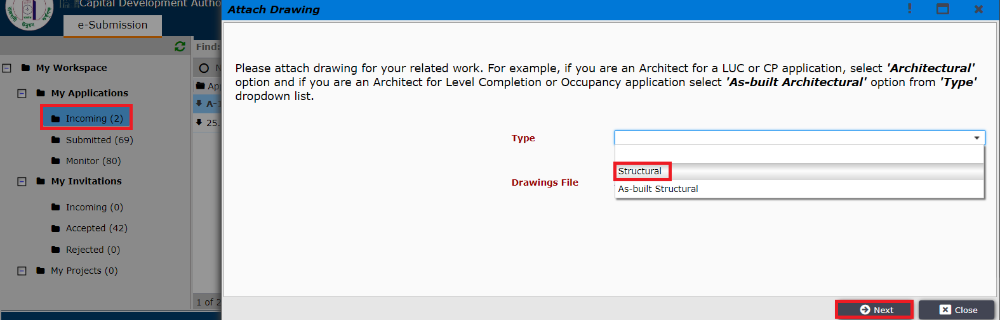 Capital Development Autho
e-Submission
My Workspace
My Applications
Incoming (2)
Submitted (69)
Monitor (80)
My Invitations
Incoming (0)
Accepted (42)
Rejected (0)
My Projects (0)
Find:
N
App
A-1
25.
1 of 2
Attach Drawing
Please attach drawing for your related work. For example, if you are an Architect for a LUC or CP application, select 'Architectural'
option and if you are an Architect for Level Completion or Occupancy application select 'As-built Architectural' option from 'Type'
dropdown list.
Type
Structural
As-built Structural
Drawings File
Next
Close